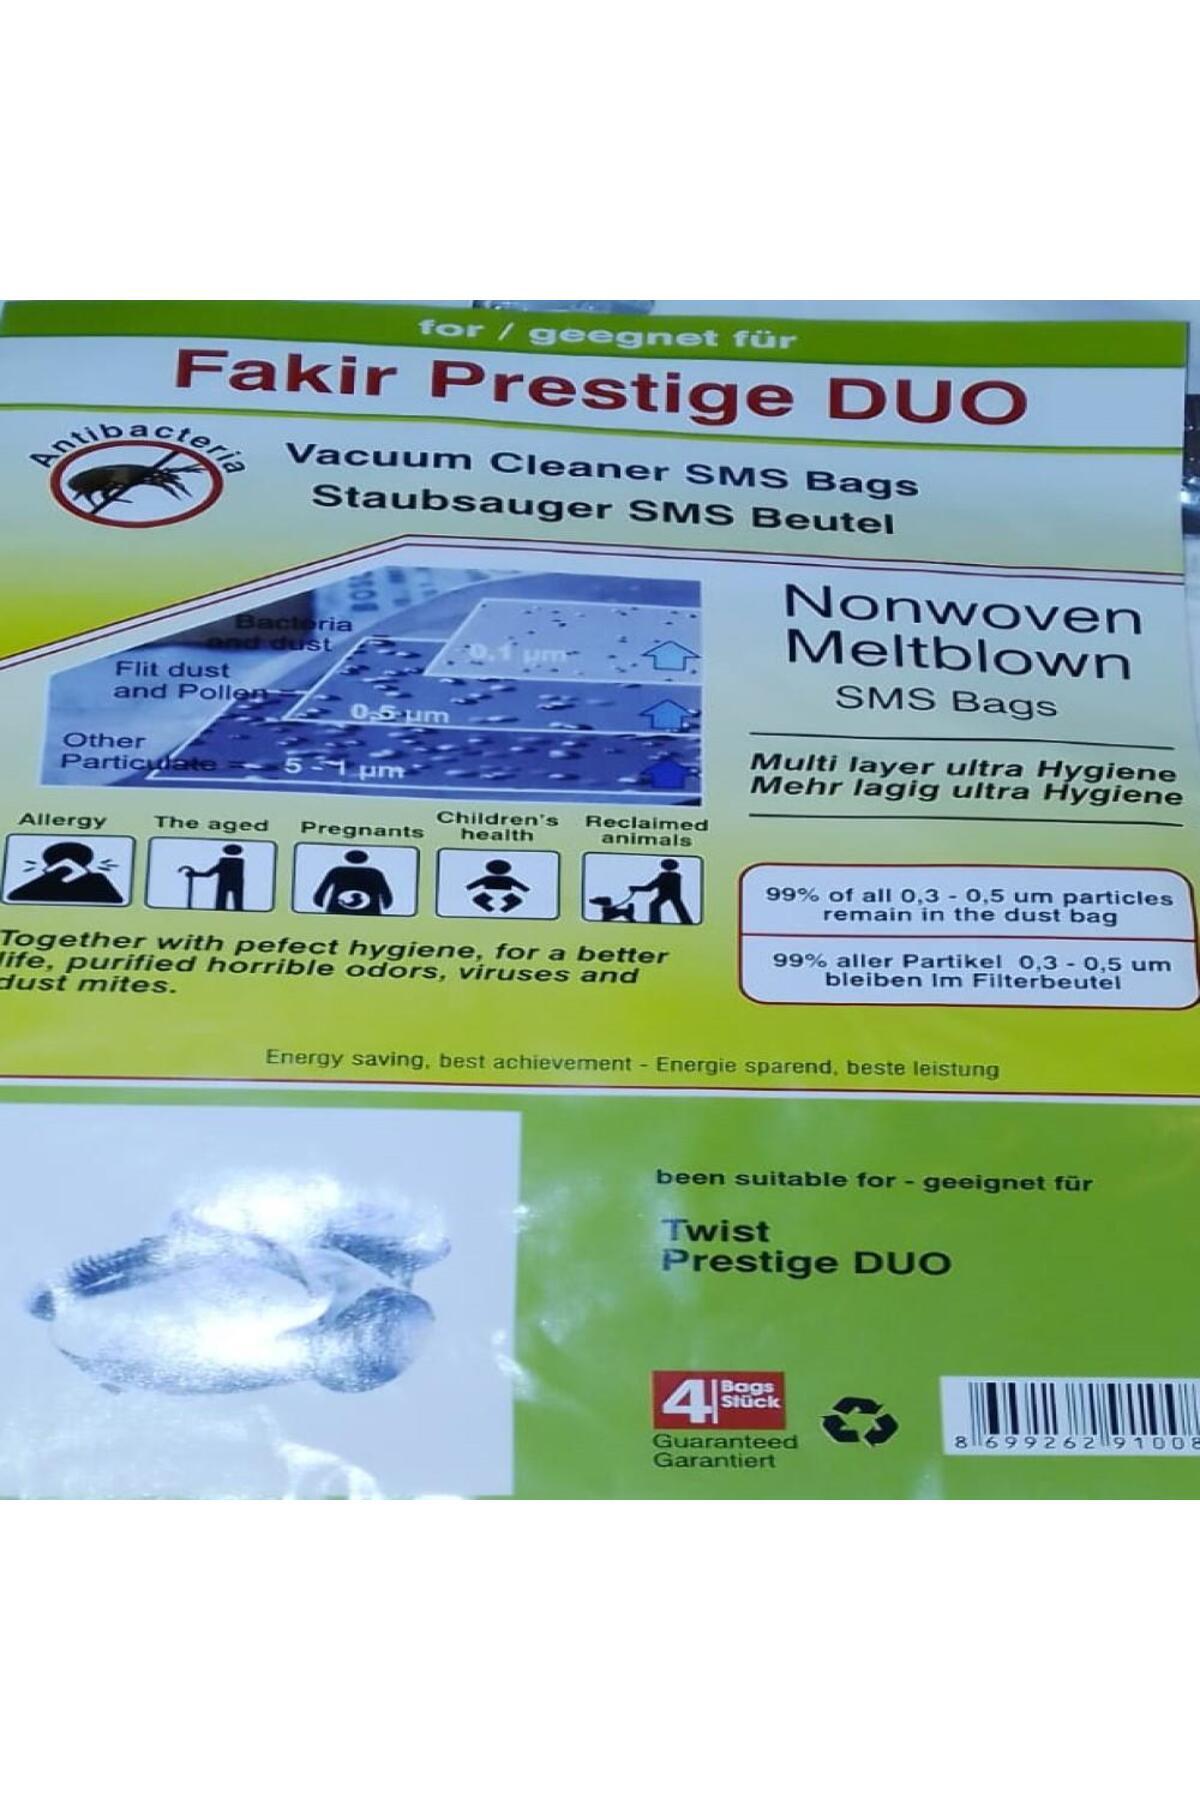 for / geegnet für
Fakir Prestige DUO
Antibacteria
Vacuum Cleaner SMS Bags
Staubsauger SMS Beutel
Bacteria
and dust
0,1 µm
Flit dust
and Pollen
0,5 µm
Other
Particulate
5 - 1 µm
Nonwoven
Meltblown
SMS Bags
Multi layer ultra Hygiene
Mehr lagig ultra Hygiene
Allergy
The aged
Pregnants
Children's
health
Reclaimed
animals
99% of all 0,3 - 0,5 um particles
remain in the dust bag
99% aller Partikel 0,3 - 0,5 um
bleiben Im Filterbeutel
Together with pefect hygiene, for a better
life, purified horrible odors, viruses and
dust mites.
Energy saving, best achievement - Energie sparend, beste leistung
been suitable for - geeignet für
Twist
Prestige DUO
4 Bags
Stück
Guaranteed
Garantiert
8 699262 91008